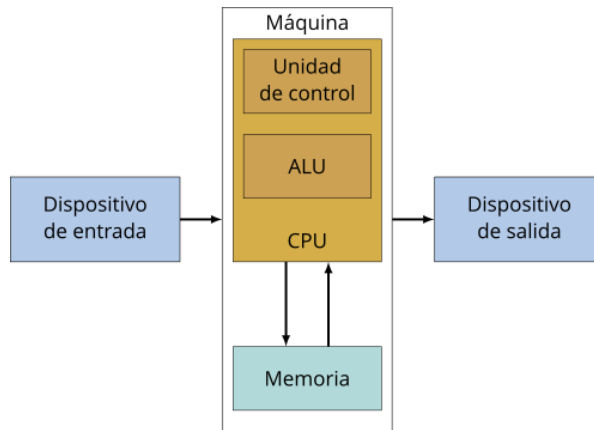 Máquina
Unidad
de control
ALU
CPU
Dispositivo
de entrada
Dispositivo
de salida
Memoria